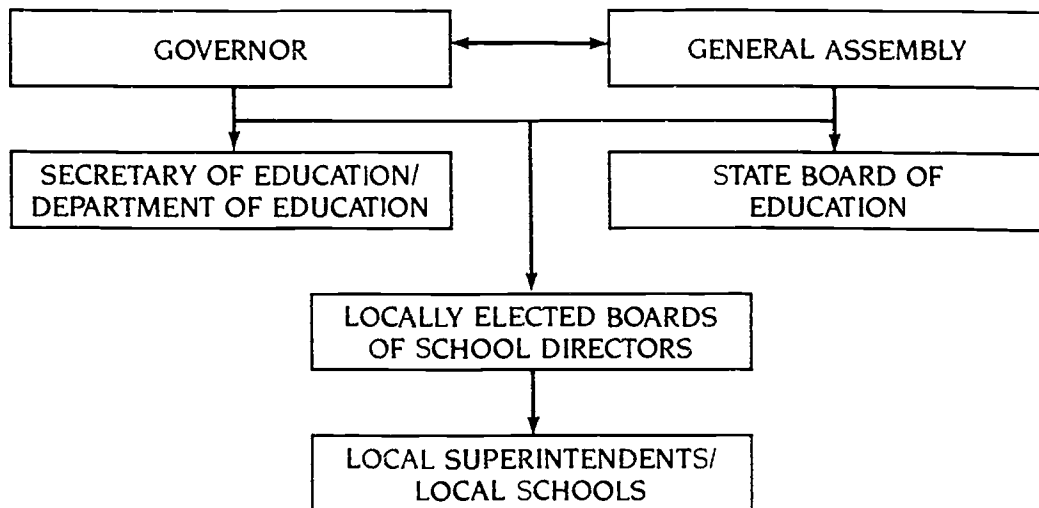 GOVERNOR
GENERAL ASSEMBLY
SECRETARY OF EDUCATION/
DEPARTMENT OF EDUCATION
STATE BOARD OF
EDUCATION
LOCALLY ELECTED BOARDS
OF SCHOOL DIRECTORS
LOCAL SUPERINTENDENTS/
LOCAL SCHOOLS